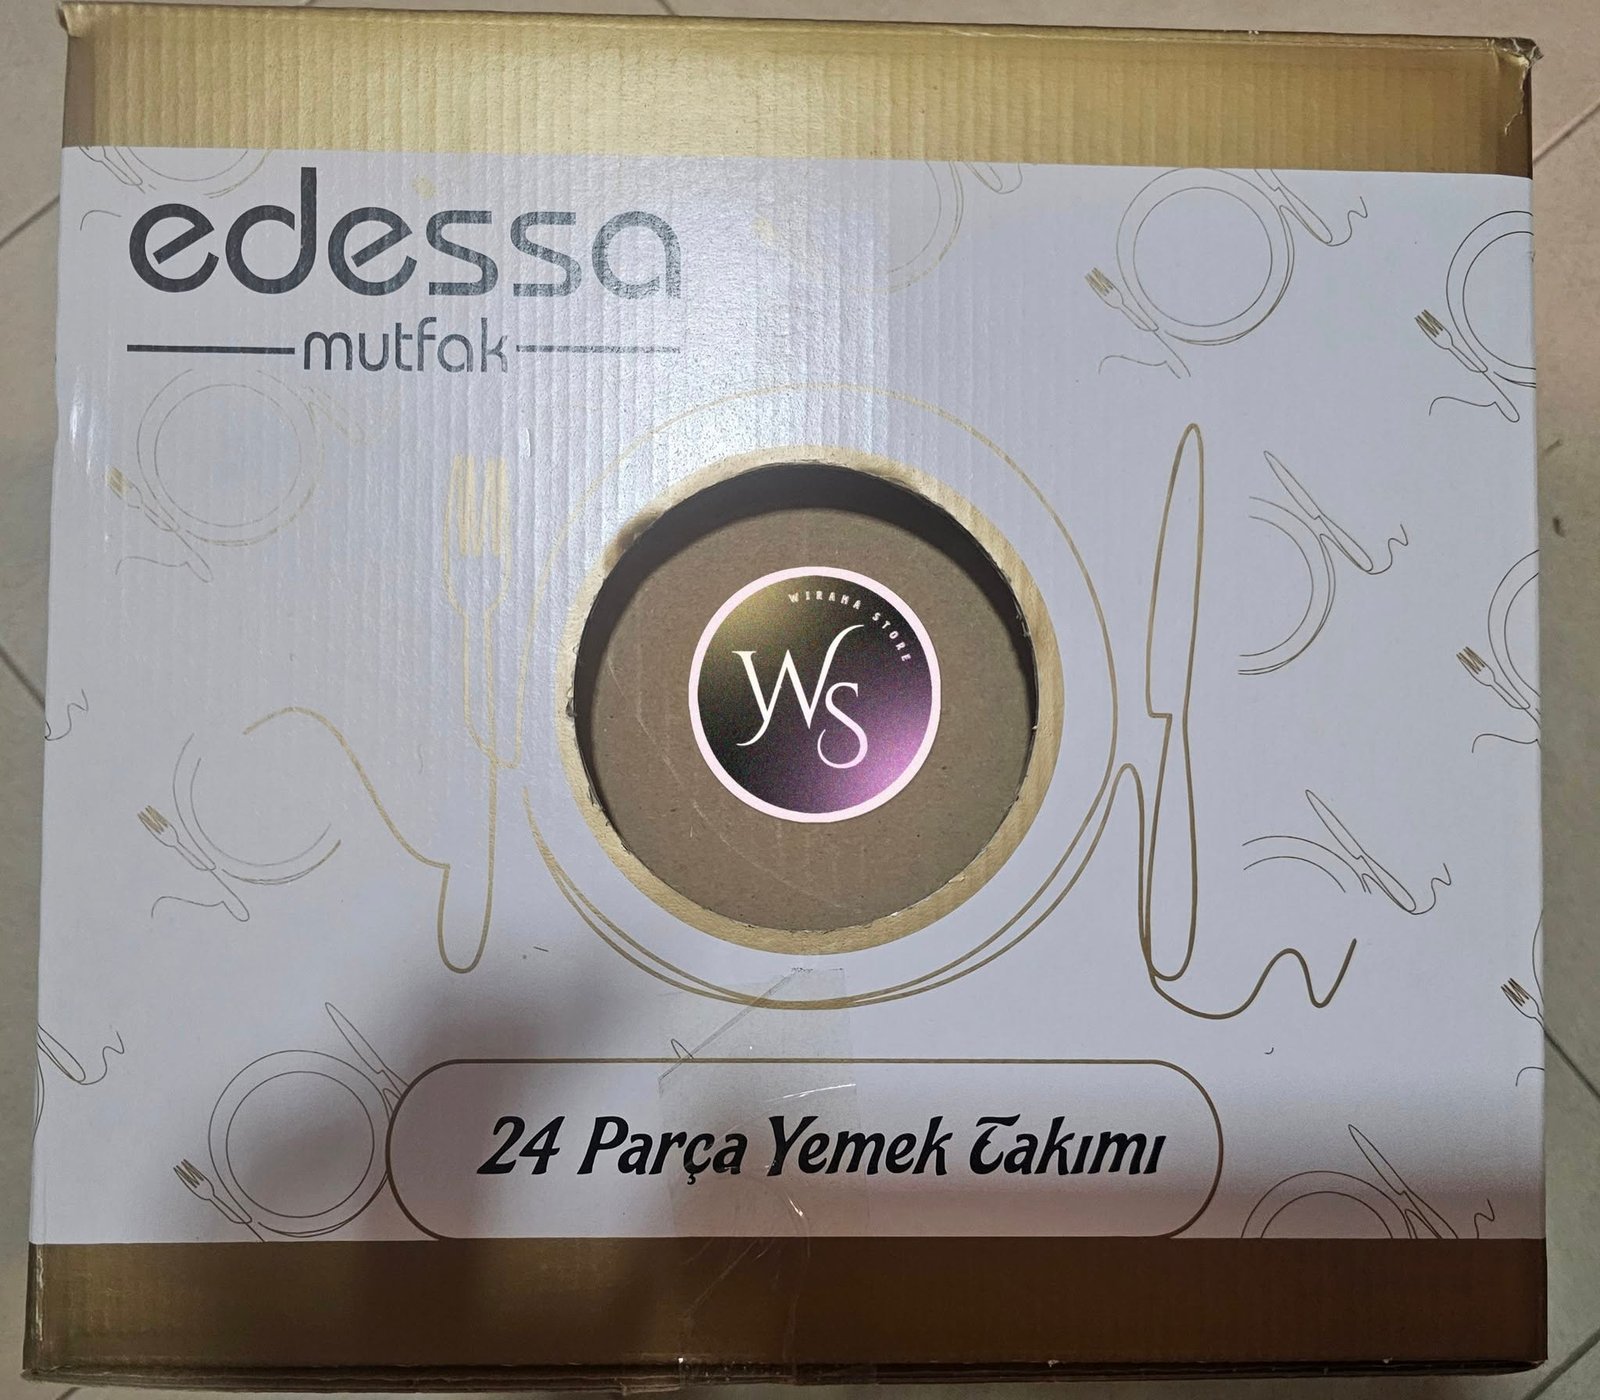 edessa
mutfak
WIRAMA STORE
WS
24 Parça Yemek Takımı